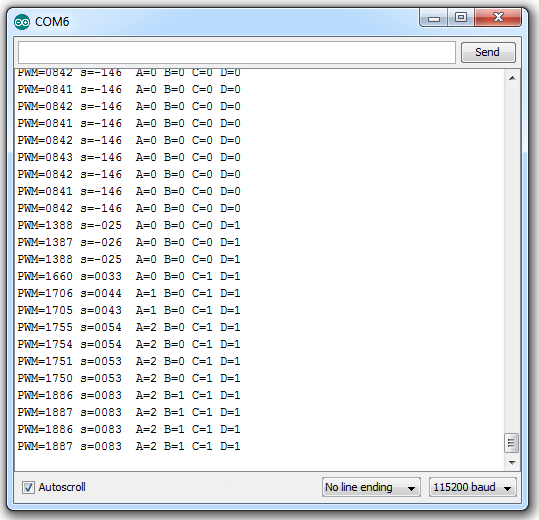 COM6
Send
PWM=0842 s=-146  A=0 B=0 C=0 D=0
PWM=0841 s=-146  A=0 B=0 C=0 D=0
PWM=0842 s=-146  A=0 B=0 C=0 D=0
PWM=0841 s=-146  A=0 B=0 C=0 D=0
PWM=0842 s=-146  A=0 B=0 C=0 D=0
PWM=0843 s=-146  A=0 B=0 C=0 D=0
PWM=0842 s=-146  A=0 B=0 C=0 D=0
PWM=0841 s=-146  A=0 B=0 C=0 D=0
PWM=0842 s=-146  A=0 B=0 C=0 D=0
PWM=1388 s=-025  A=0 B=0 C=0 D=1
PWM=1387 s=-026  A=0 B=0 C=0 D=1
PWM=1388 s=-025  A=0 B=0 C=0 D=1
PWM=1660 s=0033  A=0 B=0 C=1 D=1
PWM=1706 s=0044  A=1 B=0 C=1 D=1
PWM=1705 s=0043  A=1 B=0 C=1 D=1
PWM=1755 s=0054  A=2 B=0 C=1 D=1
PWM=1754 s=0054  A=2 B=0 C=1 D=1
PWM=1751 s=0053  A=2 B=0 C=1 D=1
PWM=1750 s=0053  A=2 B=0 C=1 D=1
PWM=1886 s=0083  A=2 B=1 C=1 D=1
PWM=1887 s=0083  A=2 B=1 C=1 D=1
PWM=1886 s=0083  A=2 B=1 C=1 D=1
PWM=1887 s=0083  A=2 B=1 C=1 D=1
Autoscroll
No line ending
115200 baud